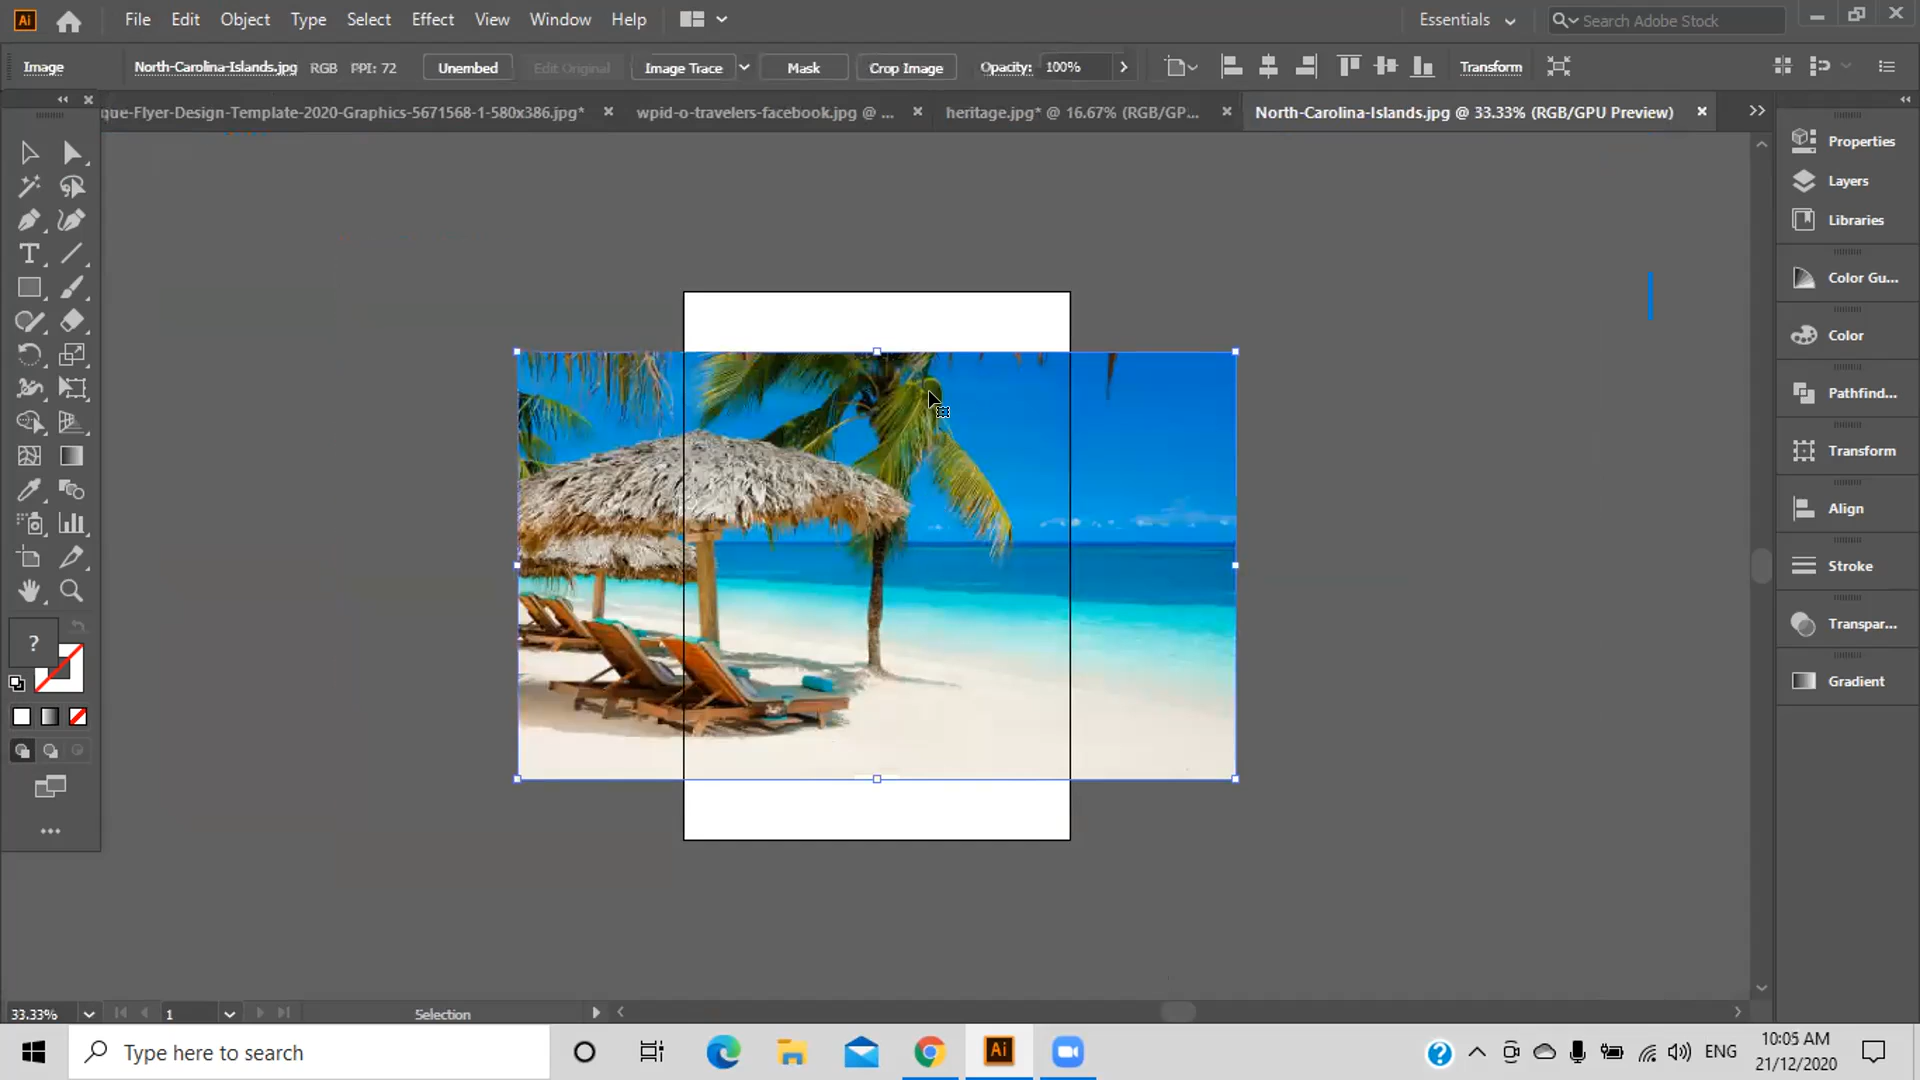 Ai File Edit Object Type Select Effect View Window Help Essentials Search Adobe Stock
Image North-Carolina-Islands.jpg RGB PPI: 72 Unembed Edit Original Image Trace Mask Crop Image Opacity: 100% Transform
que-Flyer-Design-Template-2020-Graphics-5671568-1-580x386.jpg* wpid-o-travelers-facebook.jpg @ ... heritage.jpg* @ 16.67% (RGB/GP... North-Carolina-Islands.jpg @ 33.33% (RGB/GPU Preview)
Properties
Layers
Libraries
Color Gu...
Color
Pathfind...
Transform
Align
Stroke
Transpar...
Gradient
T
?
33.33% 1 Selection
Type here to search Ai ? ENG 10:05 AM
21/12/2020